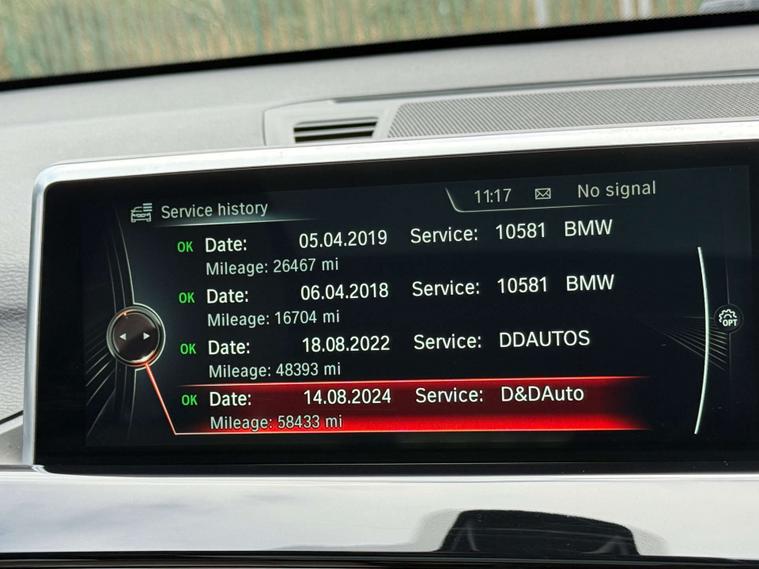 11:17 No signal
Service history
OK Date: 05.04.2019 Service: 10581 BMW
Mileage: 26467 mi
OK Date: 06.04.2018 Service: 10581 BMW
Mileage: 16704 mi
OK Date: 18.08.2022 Service: DDAUTOS
Mileage: 48393 mi
OK Date: 14.08.2024 Service: D&DAuto
Mileage: 58433 mi
OPT